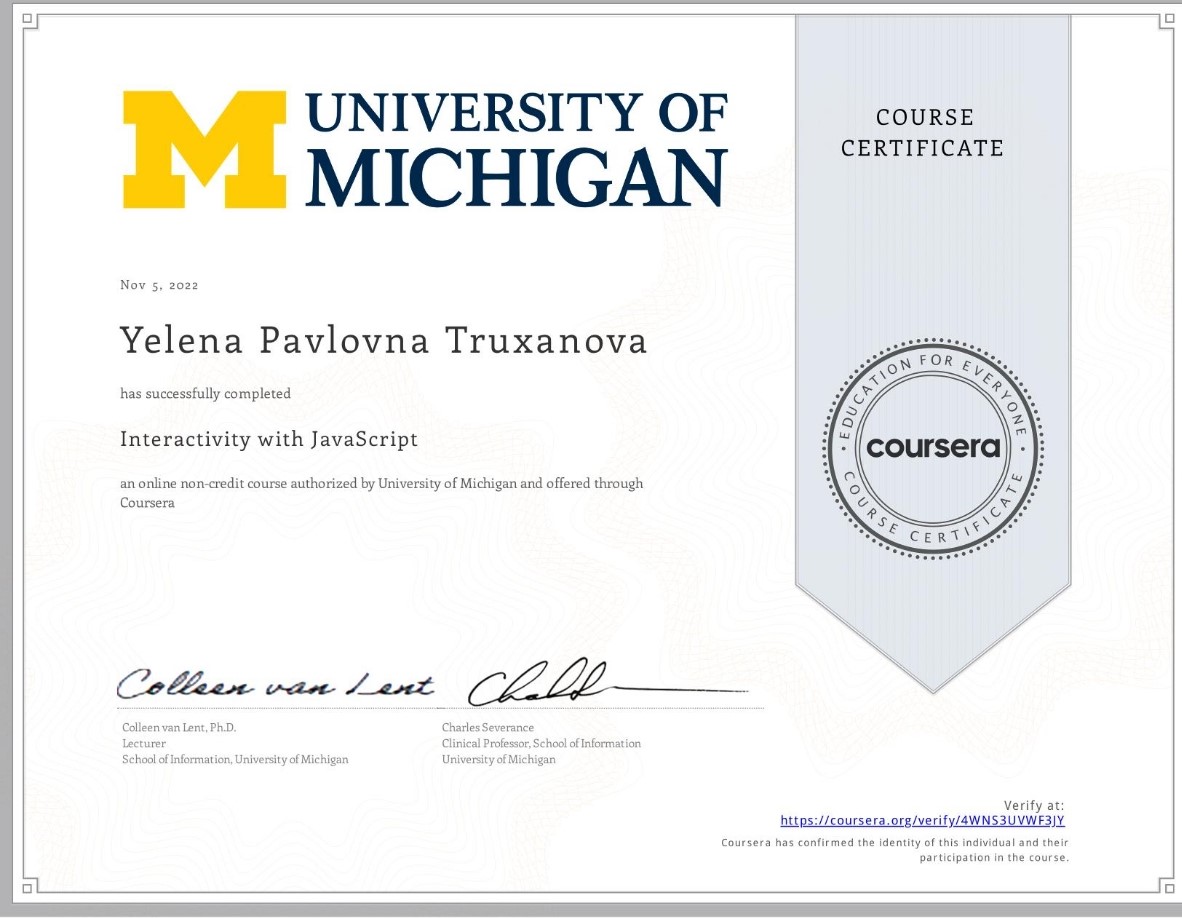 UNIVERSITY OF
MICHIGAN
COURSE
CERTIFICATE
Nov 5, 2022
Yelena Pavlovna Truxanova
has successfully completed
Interactivity with JavaScript
an online non-credit course authorized by University of Michigan and offered through
Coursera
EDUCATION FOR EVERYONE
coursera
COURSE CERTIFICATE
Colleen van Lent
Colleen van Lent, Ph.D.
Lecturer
School of Information, University of Michigan
Charles Severance
Clinical Professor, School of Information
University of Michigan
Verify at:
https://coursera.org/verify/4WNS3UVWF3JY
Coursera has confirmed the identity of this individual and their
participation in the course.